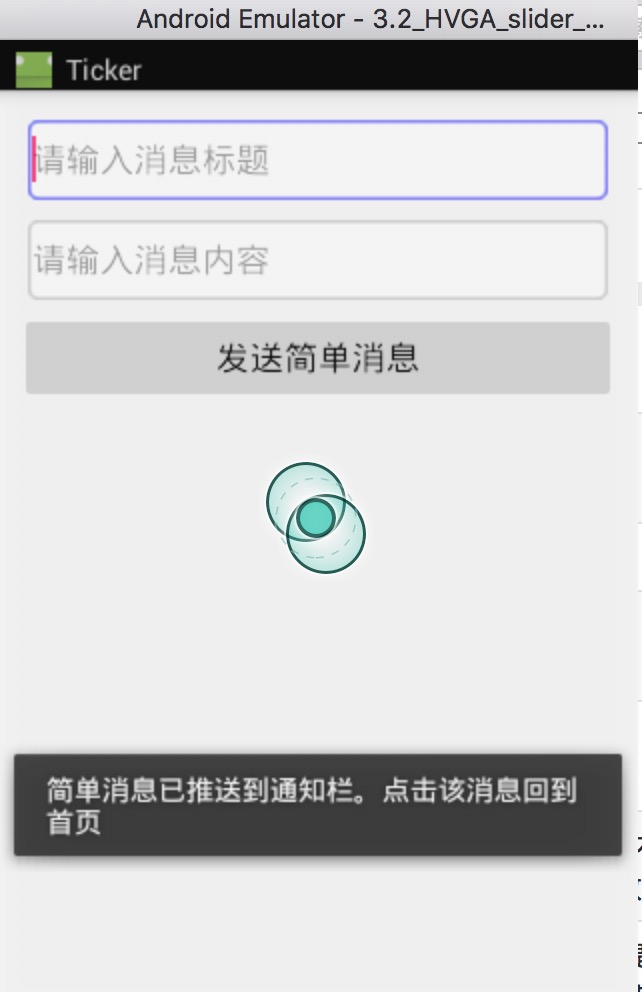 Android Emulator - 3.2_HVGA_slider_...
Ticker
请输入消息标题
请输入消息内容
发送简单消息
简单消息已推送到通知栏。点击该消息回到
首页